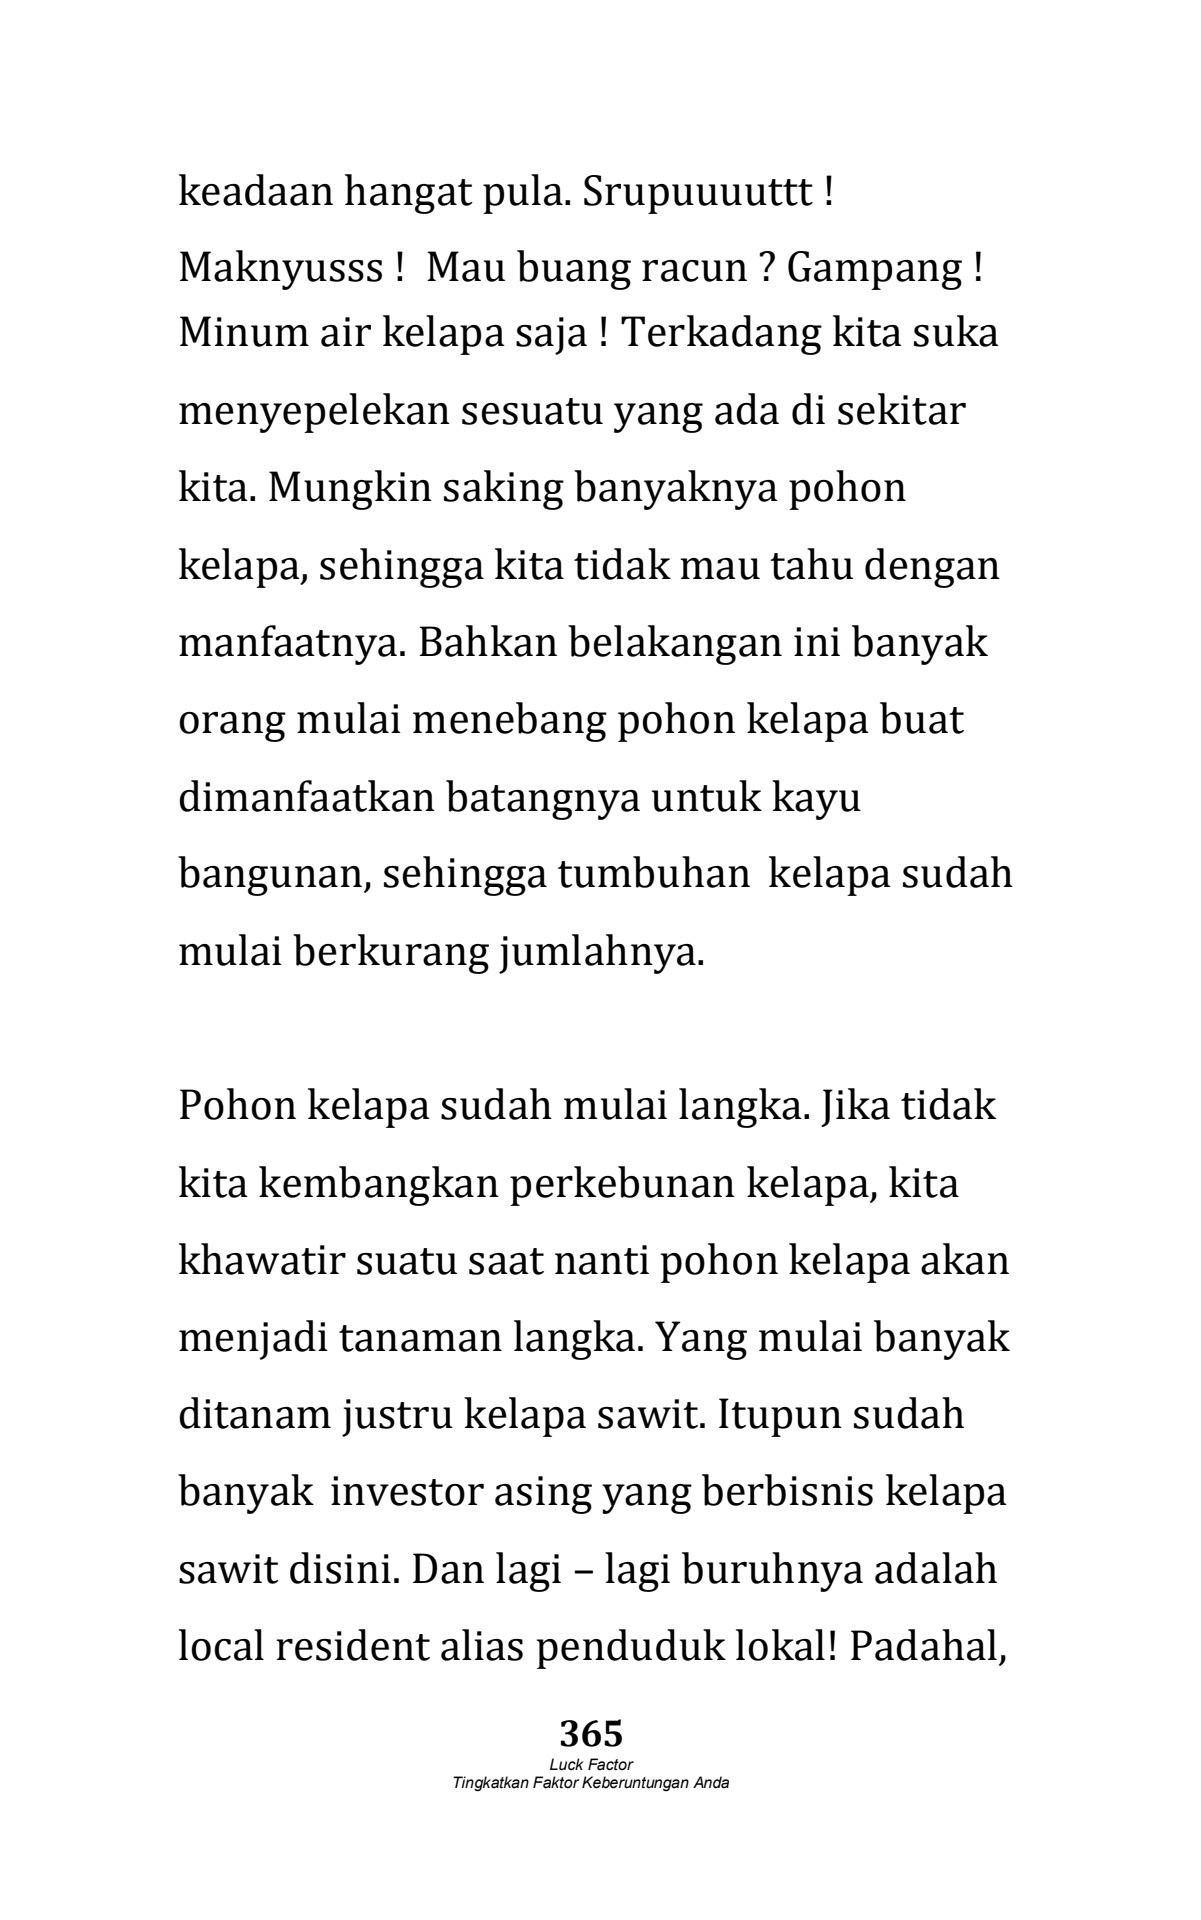 keadaan hangat pula. Srupuuuuttt !
Maknyusss !  Mau buang racun ? Gampang !
Minum air kelapa saja ! Terkadang kita suka
menyepelekan sesuatu yang ada di sekitar
kita. Mungkin saking banyaknya pohon
kelapa, sehingga kita tidak mau tahu dengan
manfaatnya. Bahkan belakangan ini banyak
orang mulai menebang pohon kelapa buat
dimanfaatkan batangnya untuk kayu
bangunan, sehingga tumbuhan  kelapa sudah
mulai berkurang jumlahnya.
Pohon kelapa sudah mulai langka. Jika tidak
kita kembangkan perkebunan kelapa, kita
khawatir suatu saat nanti pohon kelapa akan
menjadi tanaman langka. Yang mulai banyak
ditanam justru kelapa sawit. Itupun sudah
banyak  investor asing yang berbisnis kelapa
sawit disini. Dan lagi – lagi buruhnya adalah
local resident alias penduduk lokal! Padahal,
365
Luck Factor
Tingkatkan Faktor Keberuntungan Anda